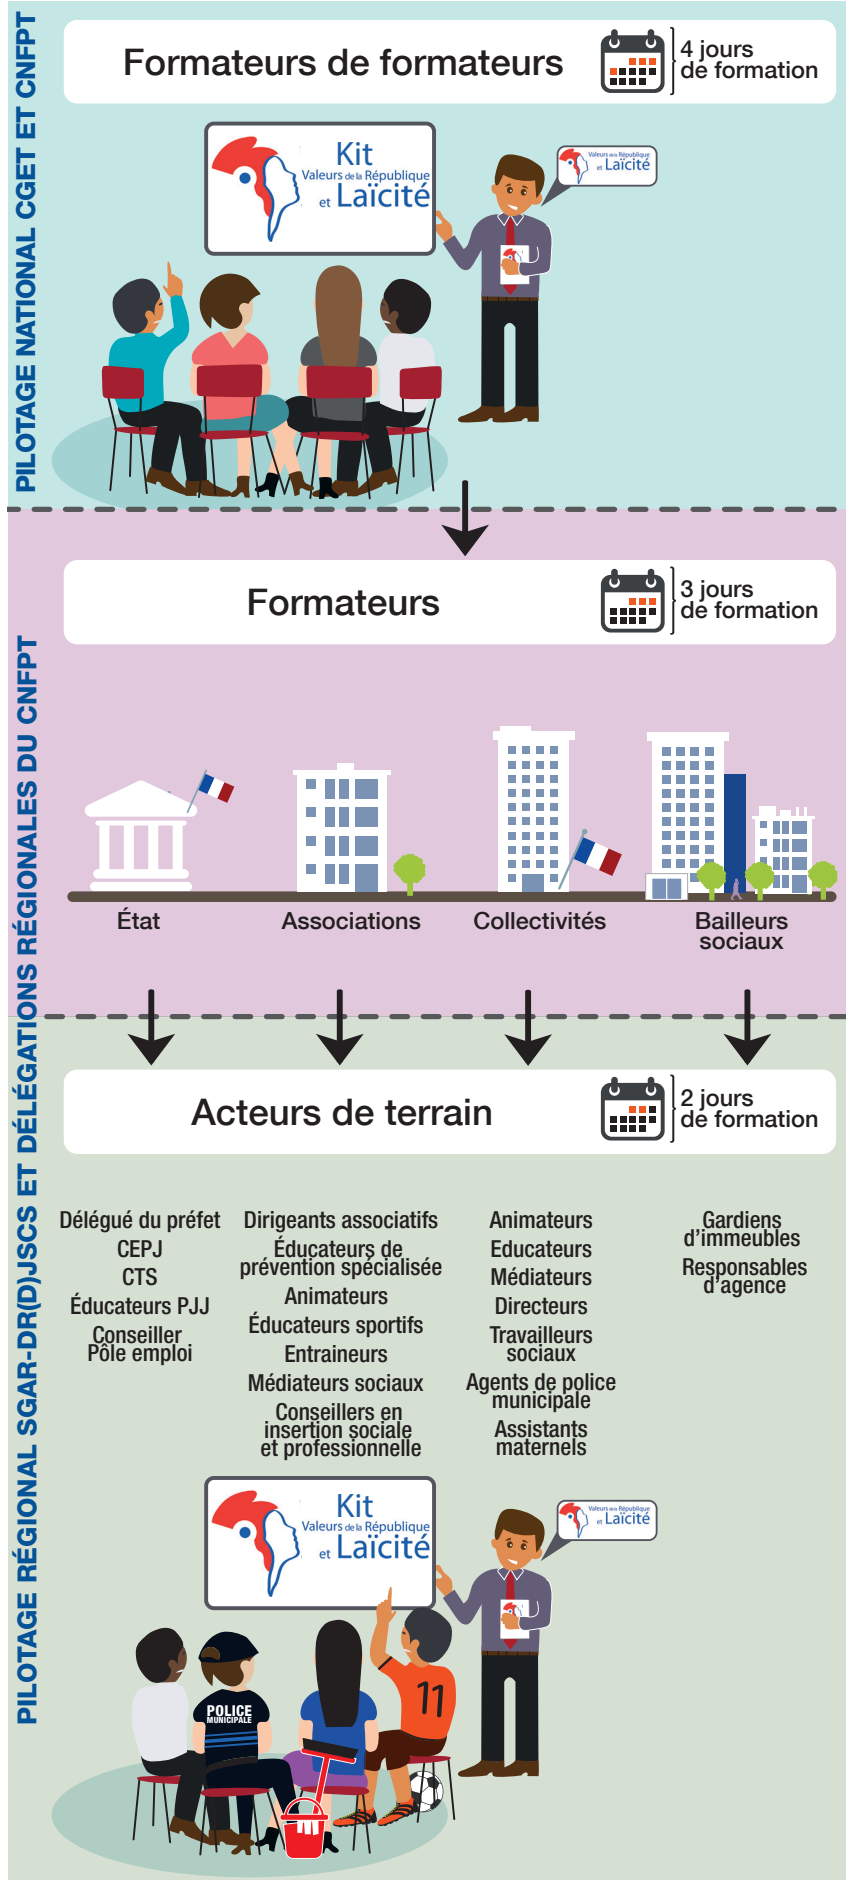 PILOTAGE NATIONAL CGET ET CNFPT
Formateurs de formateurs
4 jours
de formation
Kit
Valeurs de la République
et Laïcité
Valeurs de la République
et Laïcité
PILOTAGE RÉGIONAL SGAR-DR(D)JSCS ET DÉLÉGATIONS RÉGIONALES DU CNFPT
Formateurs
3 jours
de formation
État
Associations
Collectivités
Bailleurs
sociaux
Acteurs de terrain
2 jours
de formation
Délégué du préfet
CEPJ
CTS
Éducateurs PJJ
Conseiller
Pôle emploi
Dirigeants associatifs
Éducateurs de
prévention spécialisée
Animateurs
Éducateurs sportifs
Entraineurs
Médiateurs sociaux
Conseillers en
insertion sociale
et professionnelle
Animateurs
Educateurs
Médiateurs
Directeurs
Travailleurs
sociaux
Agents de police
municipale
Assistants
maternels
Gardiens
d'immeubles
Responsables
d'agence
Kit
Valeurs de la République
et Laïcité
Valeurs de la République
et Laïcité
POLICE
MUNICIPALE
11